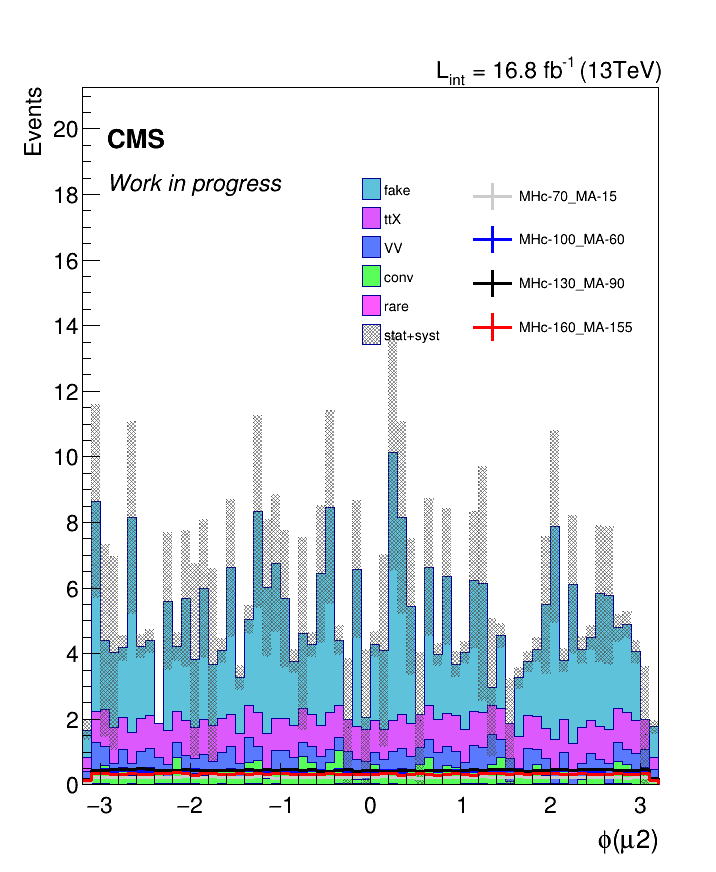 L_int = 16.8 fb⁻¹ (13TeV)
Events
CMS
Work in progress
fake
ttX
VV
conv
rare
stat+syst
MHc-70_MA-15
MHc-100_MA-60
MHc-130_MA-90
MHc-160_MA-155
20
18
16
14
12
10
8
6
4
2
0
−3 −2 −1 0 1 2 3
ϕ(μ2)